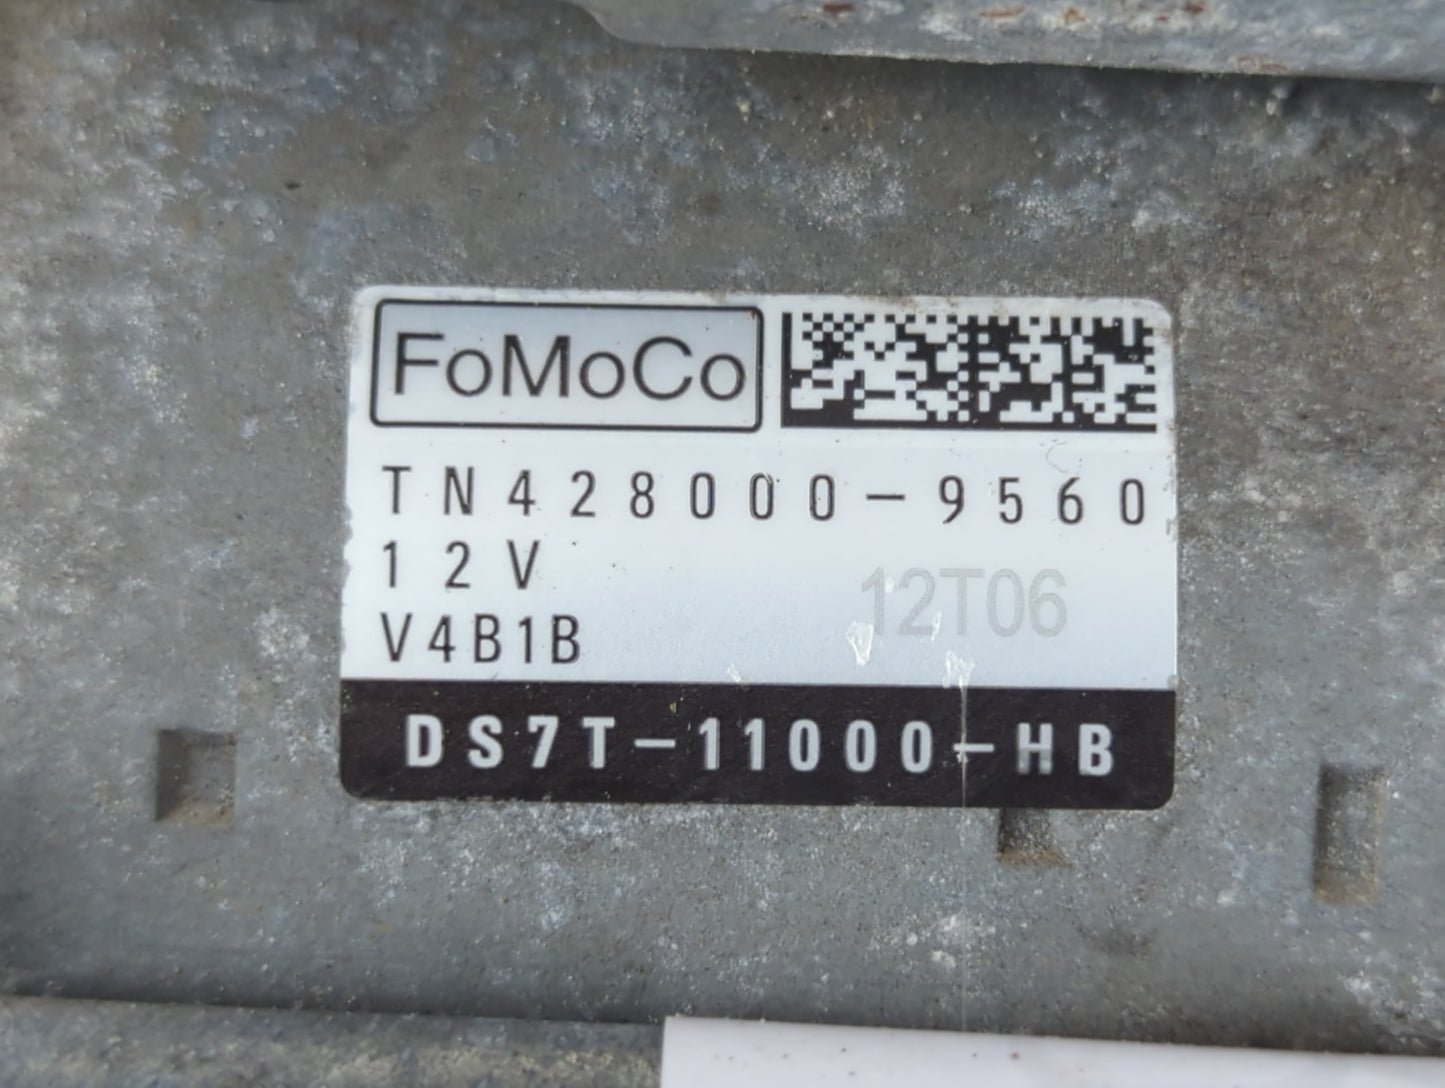 FoMoCo
TN428000-9560
12V
12T06
V4B1B
DS7T-11000-HB